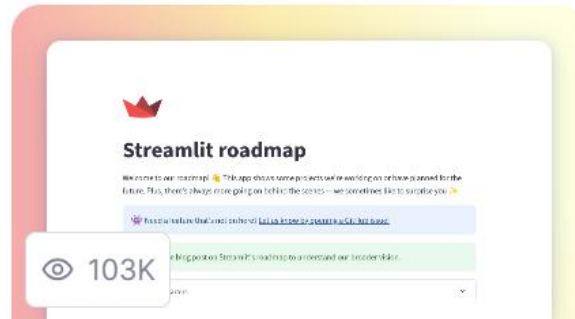 Streamlit roadmap
Welcome to our roadmap! 👋 This app shows some projects we're working on or have planned for the
future. Plus, there's always more going on behind the scenes — we sometimes like to surprise you ✨
👾 Need a feature that's not on here? Let us know by opening a GitHub issue!
blog post on Streamlit's roadmap to understand our broader vision.
103K